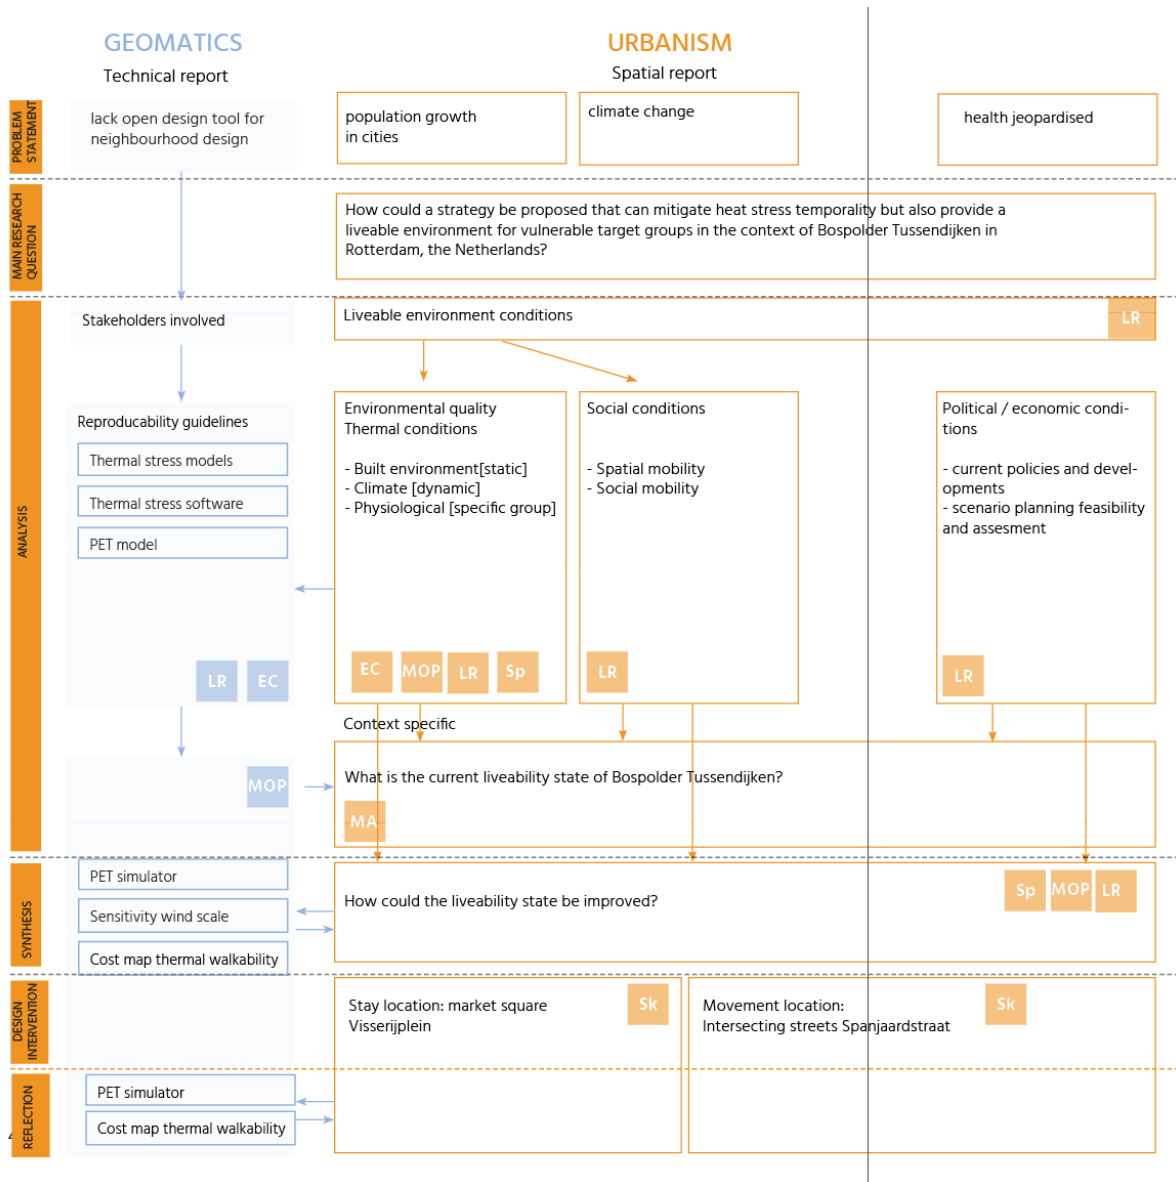 GEOMATICS
Technical report
URBANISM
Spatial report
PROBLEM
STATEMENT
lack open design tool for
neighbourhood design
population growth
in cities
climate change
health jeopardised
MAIN RESEARCH
QUESTION
How could a strategy be proposed that can mitigate heat stress temporality but also provide a
liveable environment for vulnerable target groups in the context of Bospolder Tussendijken in
Rotterdam, the Netherlands?
ANALYSIS
Stakeholders involved
Liveable environment conditions
LR
Reproducability guidelines
Thermal stress models
Thermal stress software
PET model
LR
EC
Environmental quality
Thermal conditions
- Built environment[static]
- Climate [dynamic]
- Physiological [specific group]
EC
MOP
LR
Sp
Social conditions
- Spatial mobility
- Social mobility
LR
Political / economic condi-
tions
- current policies and devel-
opments
- scenario planning feasibility
and assesment
LR
Context specific
MOP
What is the current liveability state of Bospolder Tussendijken?
MA
SYNTHESIS
PET simulator
Sensitivity wind scale
Cost map thermal walkability
How could the liveability state be improved?
Sp
MOP
LR
DESIGN
INTERVENTION
Stay location: market square
Visserijplein
Sk
Movement location:
Intersecting streets Spanjaardstraat
Sk
REFLECTION
PET simulator
Cost map thermal walkability